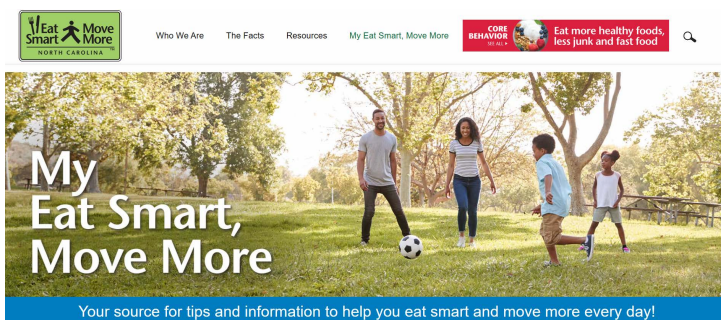 Eat Move
Smart More
NORTH CAROLINA
Who We Are
The Facts
Resources
My Eat Smart, Move More
CORE
BEHAVIOR
SEE ALL
Eat more healthy foods,
less junk and fast food
My
Eat Smart,
Move More
Your source for tips and information to help you eat smart and move more every day!